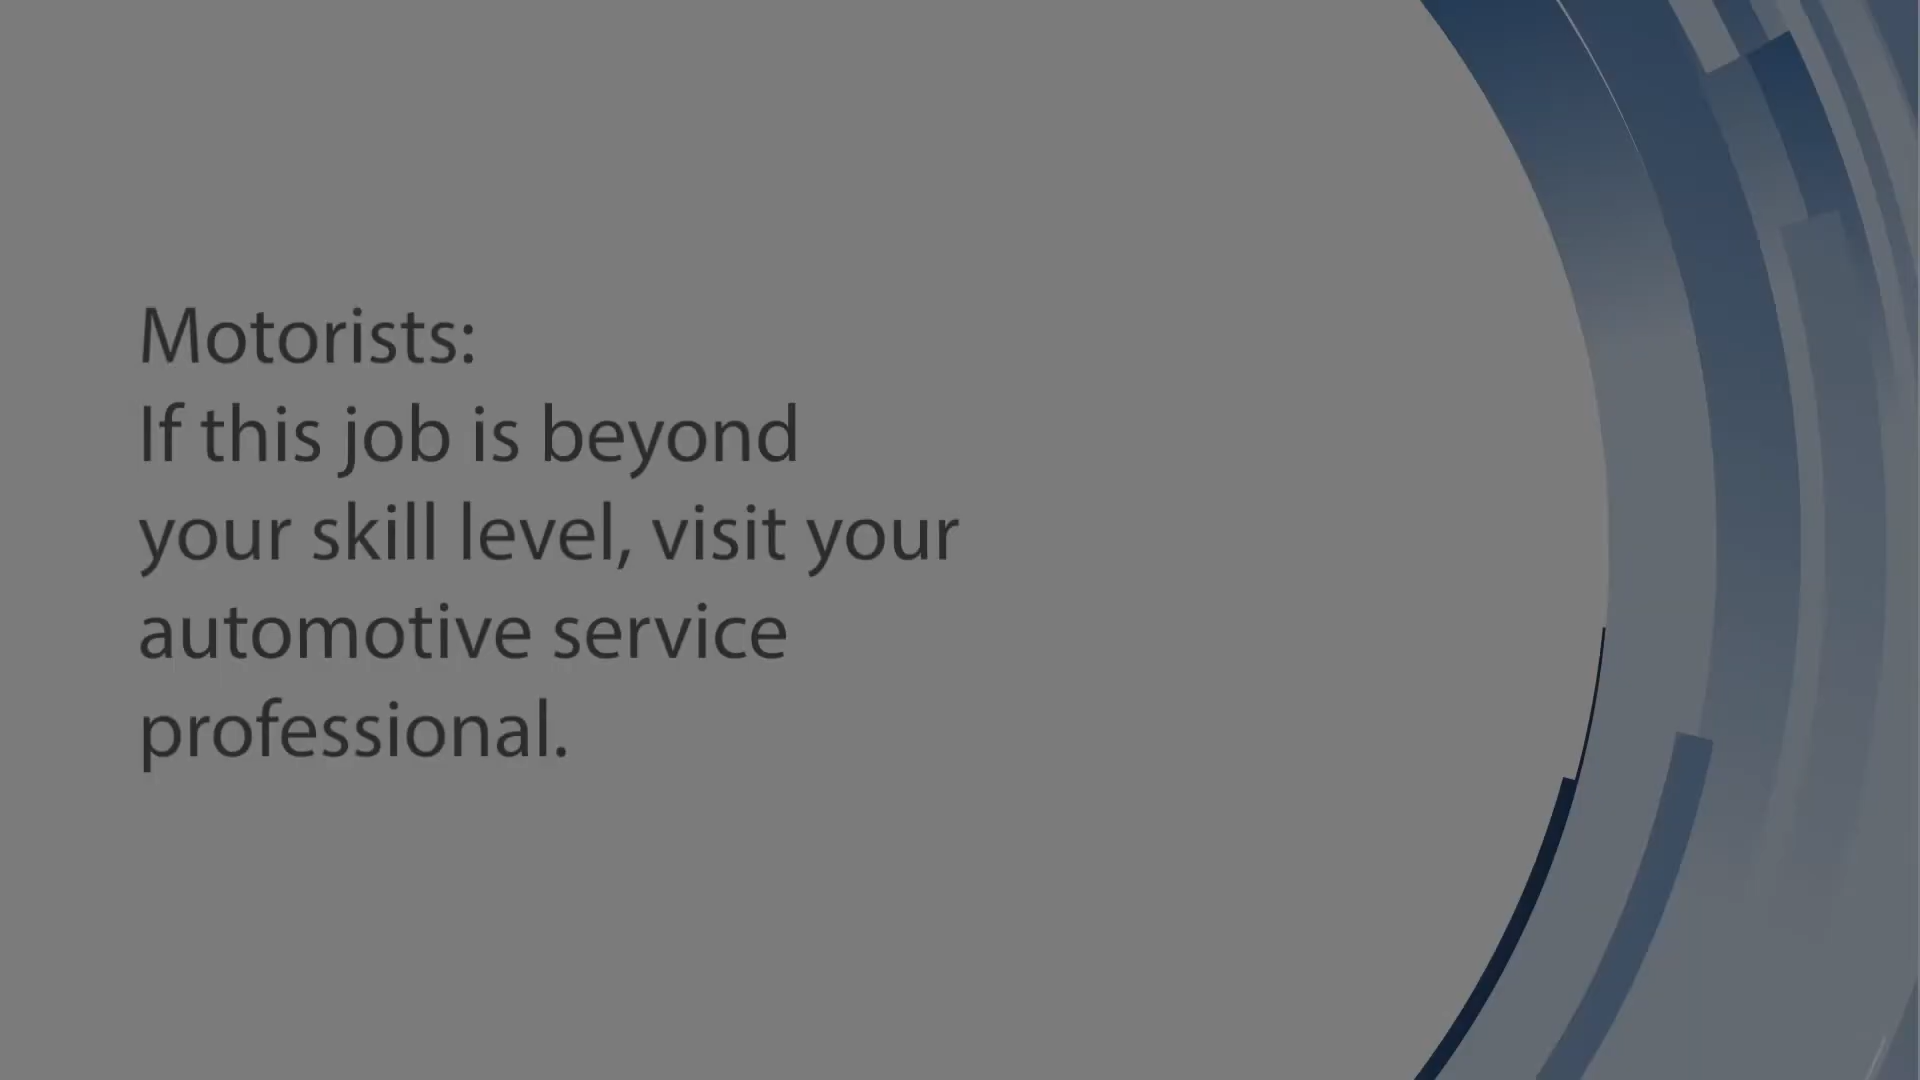 Motorists:
If this job is beyond
your skill level, visit your
automotive service
professional.